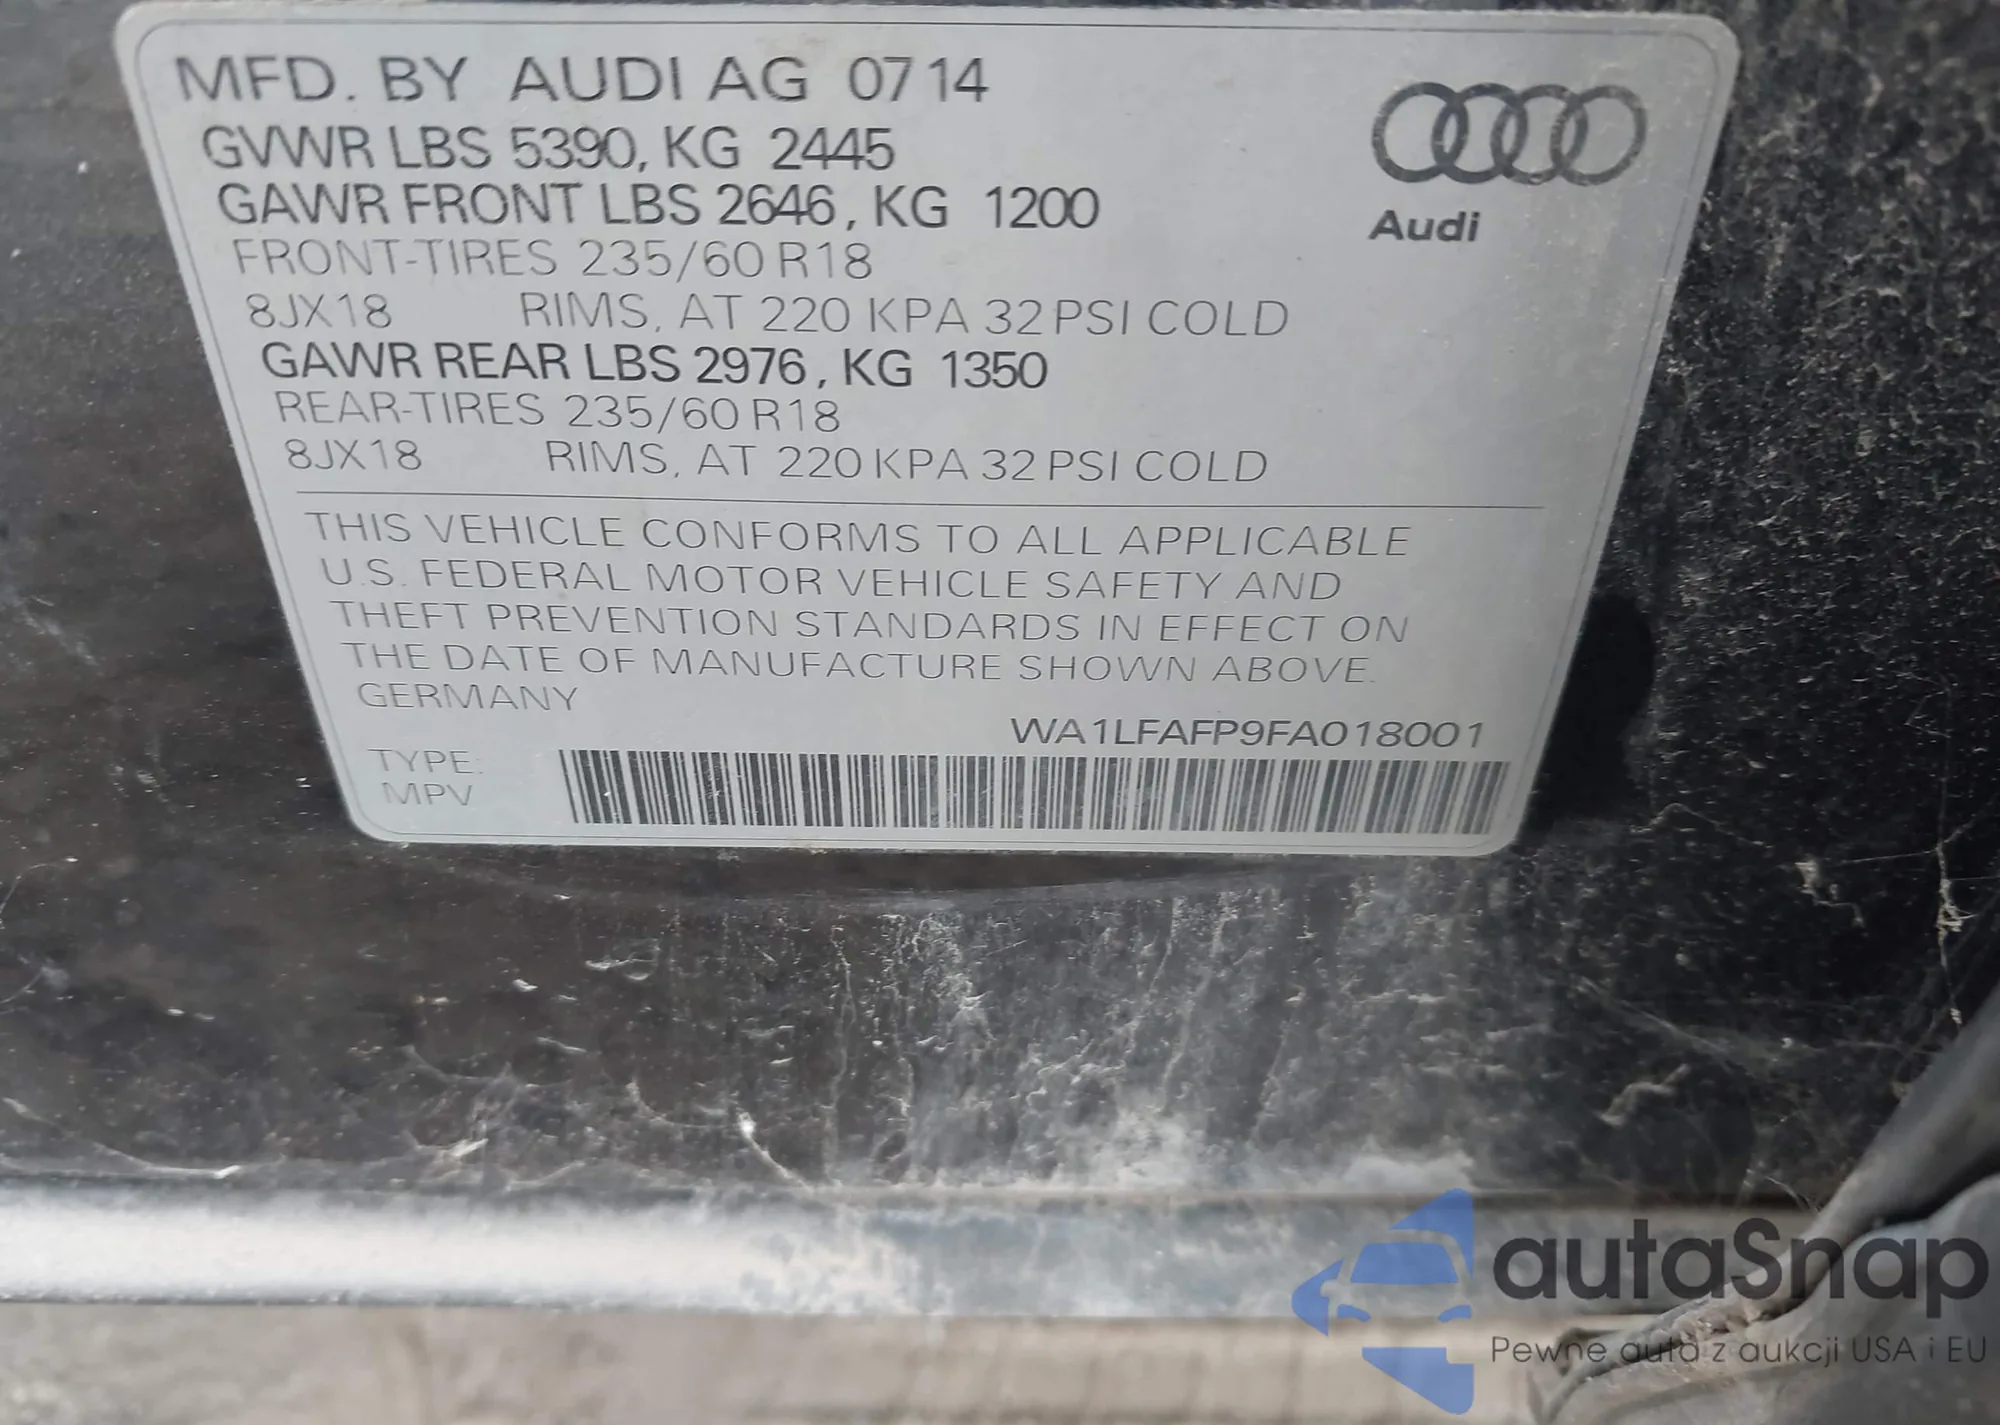 MFD. BY AUDI AG 07 14
GVWR LBS 5390, KG 2445
GAWR FRONT LBS 2646, KG 1200
FRONT-TIRES 235/60 R18
8JX18 RIMS, AT 220 KPA 32 PSI COLD
GAWR REAR LBS 2976, KG 1350
REAR-TIRES 235/60 R18
8JX18 RIMS, AT 220 KPA 32 PSI COLD
Audi
THIS VEHICLE CONFORMS TO ALL APPLICABLE
U.S. FEDERAL MOTOR VEHICLE SAFETY AND
THEFT PREVENTION STANDARDS IN EFFECT ON
THE DATE OF MANUFACTURE SHOWN ABOVE.
GERMANY
WA1LFAFP9FA018001
TYPE:
MPV
autaSnap
Pewne auta z aukcji USA i EU